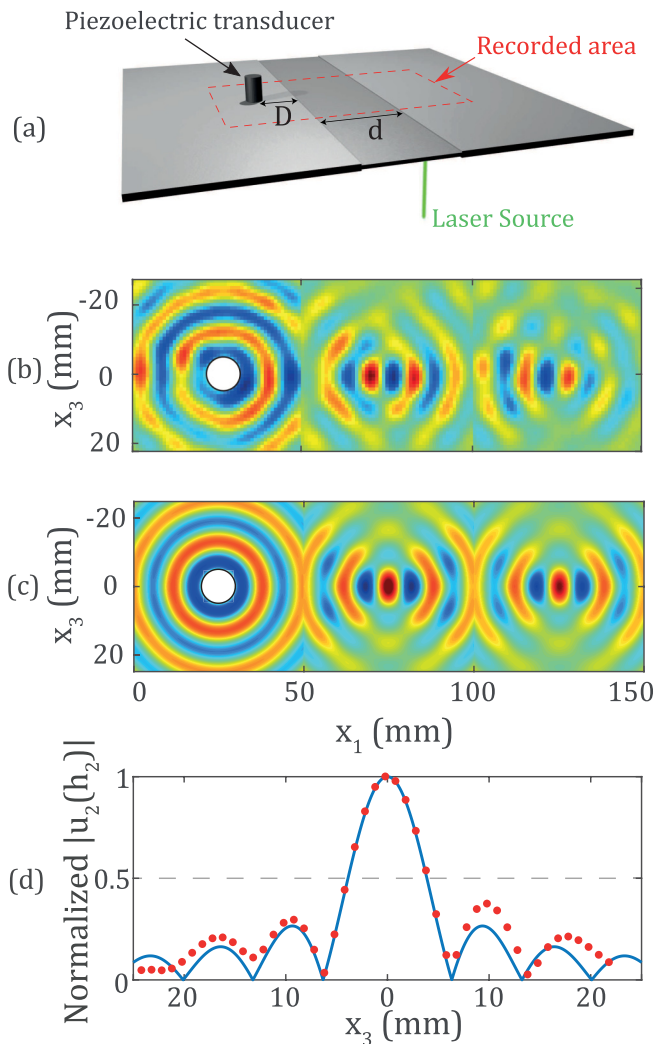 Piezoelectric transducer
Recorded area
(a)
D
d
Laser Source
(b)
x3 (mm)
-20
0
20
(c)
x3 (mm)
-20
0
20
0
50
100
150
x1 (mm)
(d)
Normalized |u2(h2)|
1
0.5
0
20
10
0
10
20
x3 (mm)